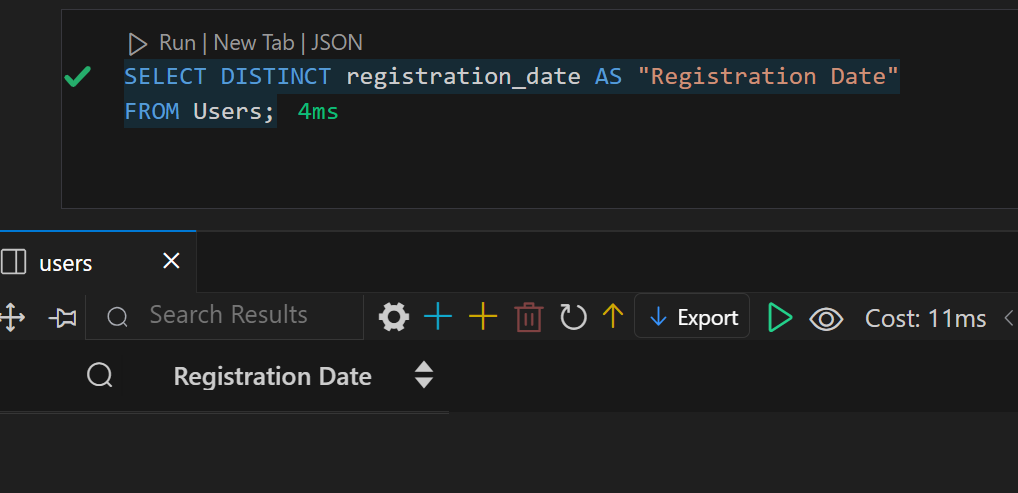 Run | New Tab | JSON
SELECT DISTINCT registration_date AS "Registration Date"
FROM Users; 4ms
users
Search Results Export Cost: 11ms
Registration Date